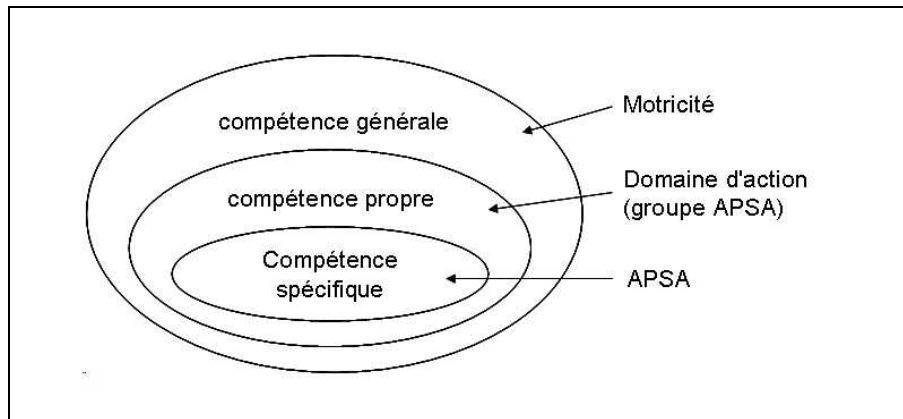 compétence générale
Motricité
compétence propre
Domaine d'action
(groupe APSA)
Compétence
spécifique
APSA